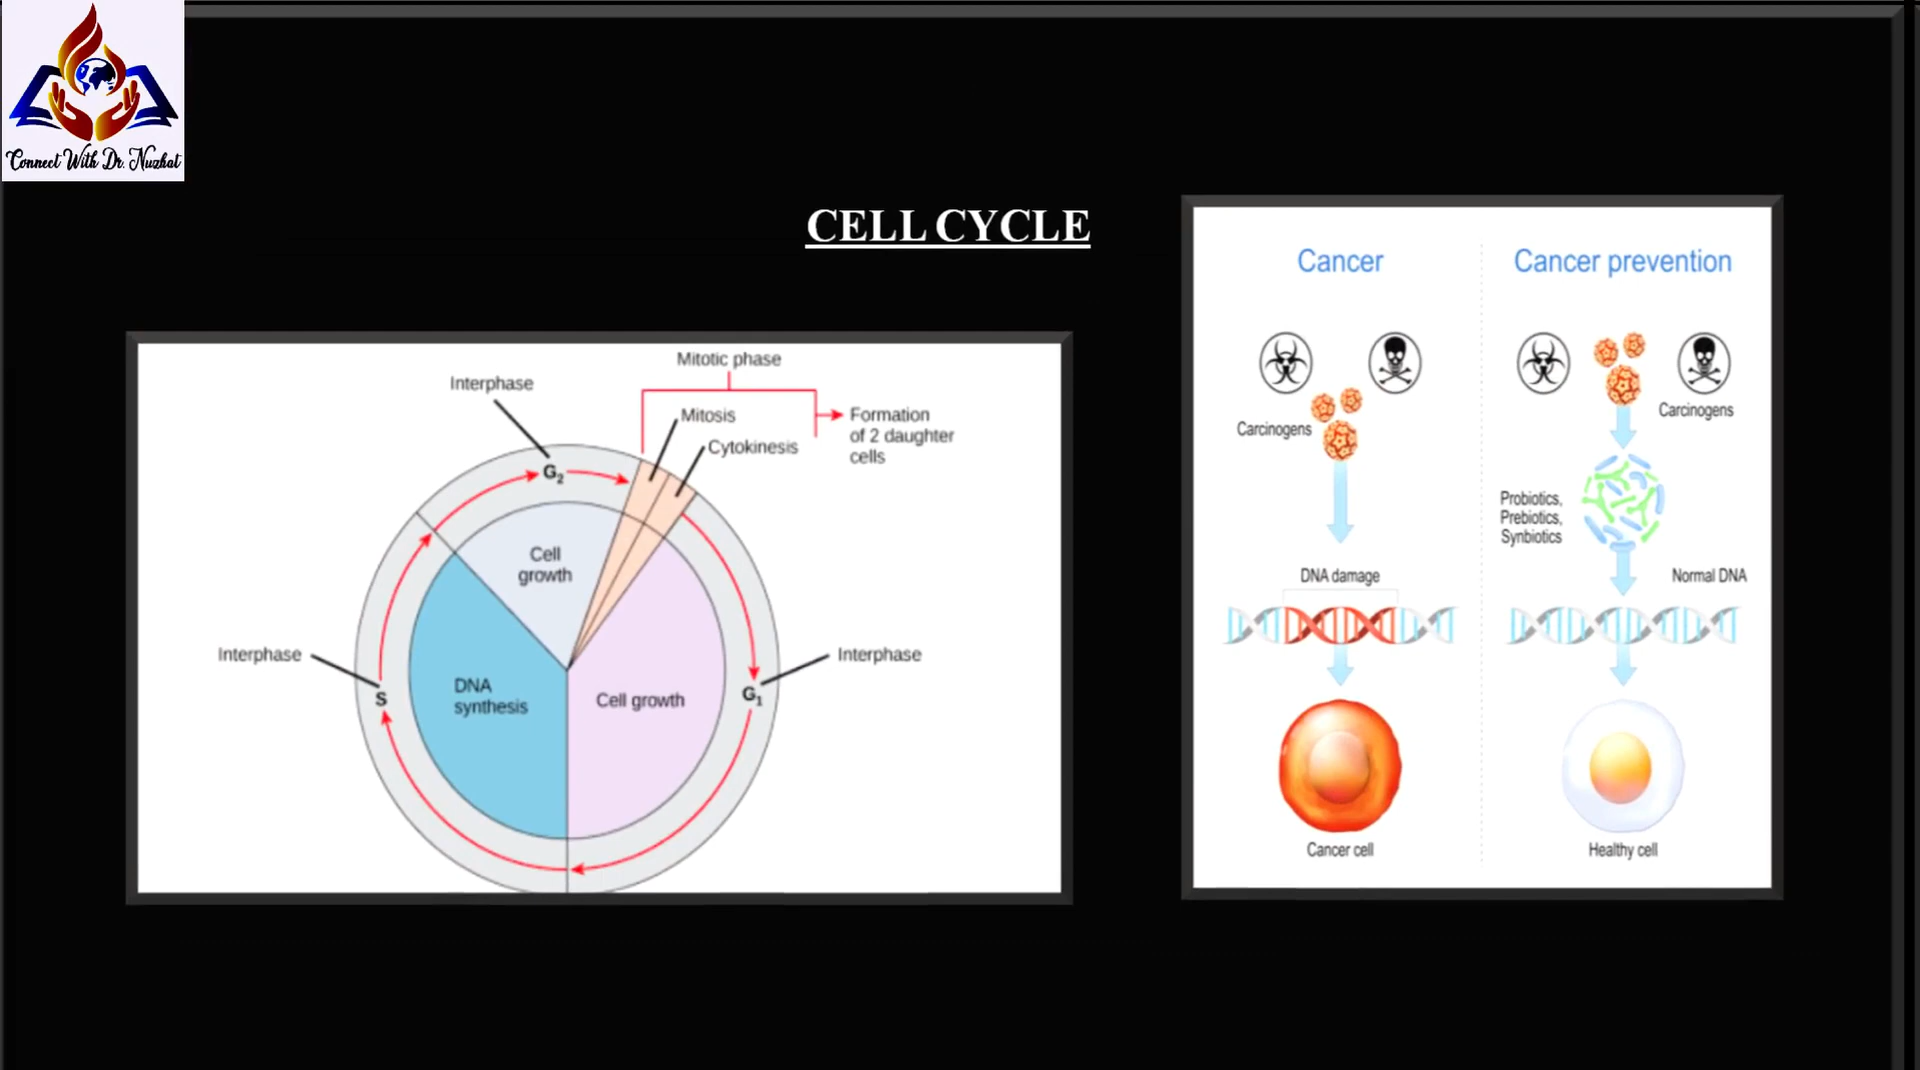 Connect With Dr. Nuzhat
CELL CYCLE
Mitotic phase
Interphase
Mitosis
Cytokinesis
Formation
of 2 daughter
cells
G₂
Cell
growth
Interphase
S
DNA
synthesis
Cell growth
G₁
Interphase
Cancer
Carcinogens
DNA damage
Cancer cell
Cancer prevention
Carcinogens
Probiotics,
Prebiotics,
Synbiotics
Normal DNA
Healthy cell